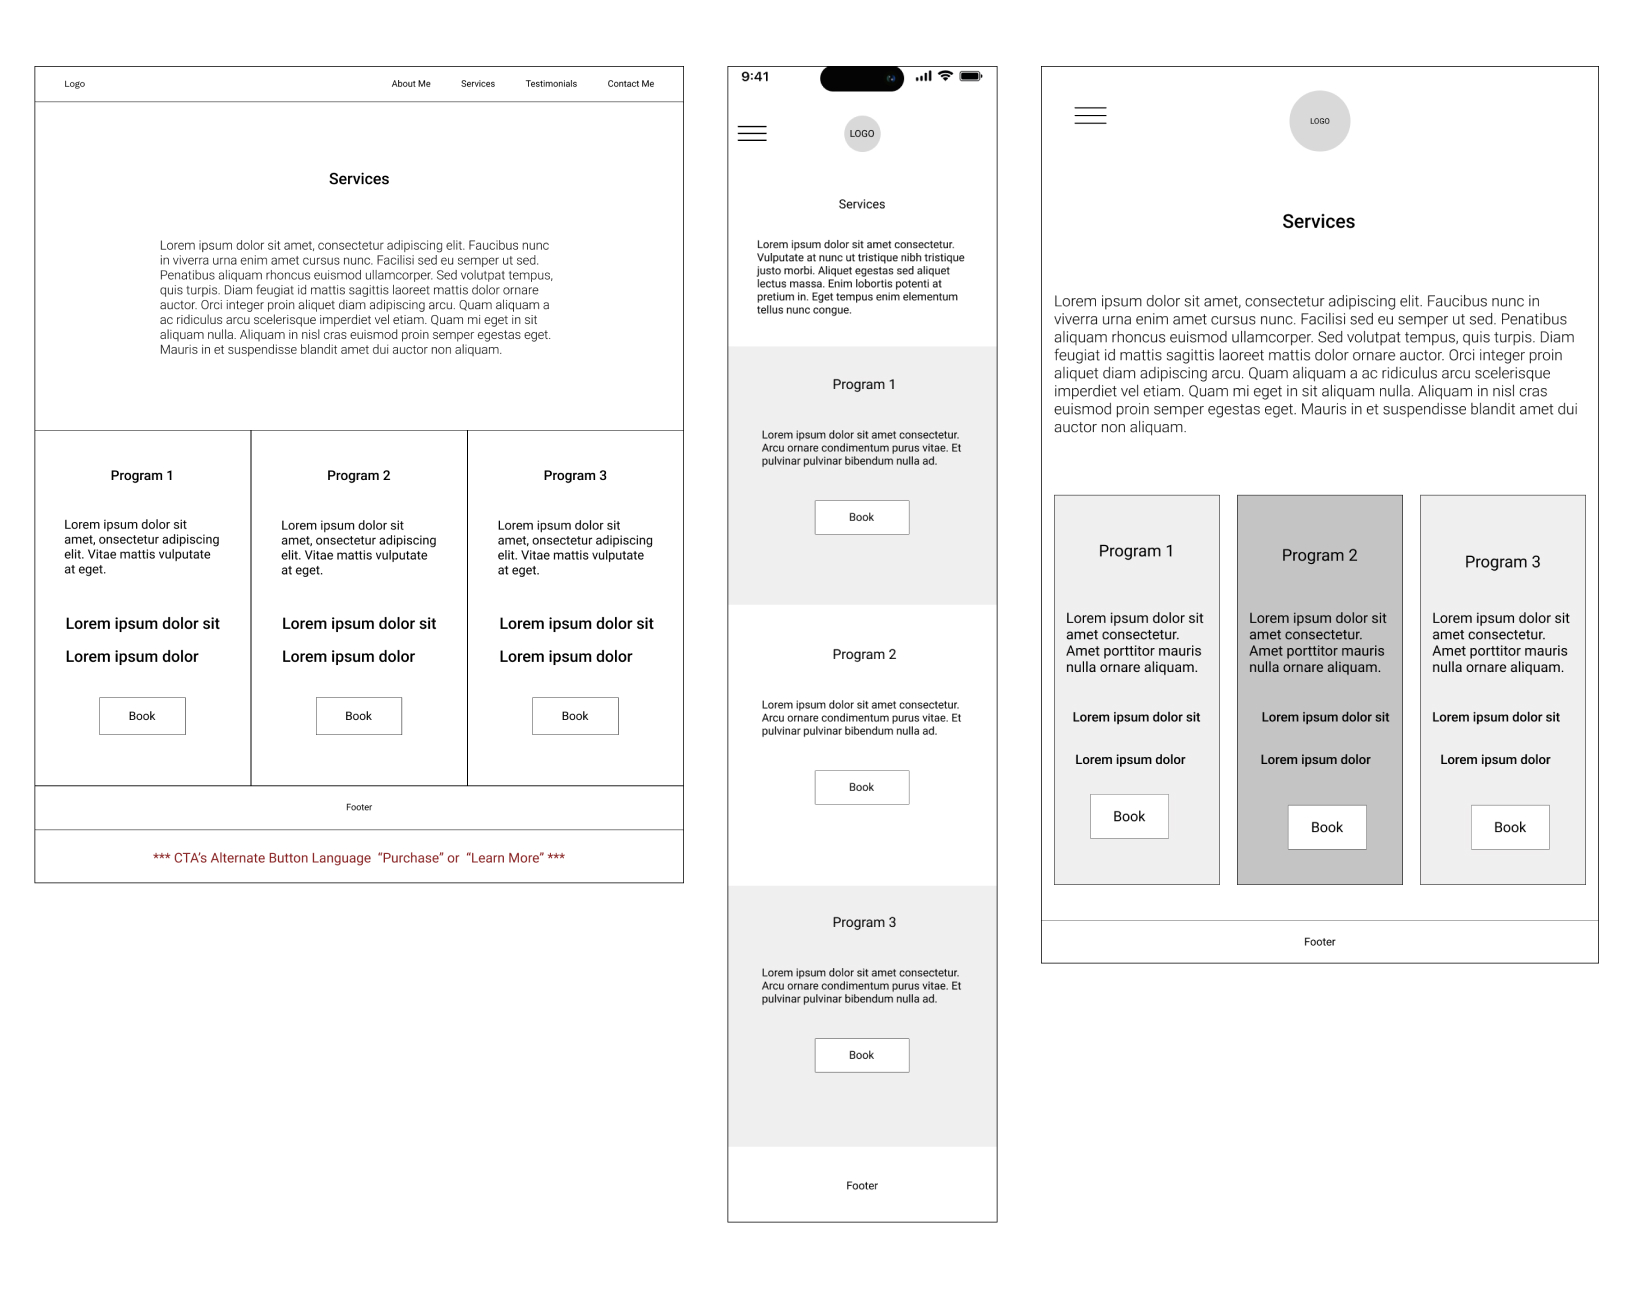 Logo
About Me
Services
Testimonials
Contact Me
Services
Lorem ipsum dolor sit amet, consectetur adipiscing elit. Faucibus nunc
in viverra urna enim amet cursus nunc. Facilisi sed eu semper ut sed.
Penatibus aliquam rhoncus euismod ullamcorper. Sed volutpat tempus,
quis turpis. Diam feugiat id mattis sagittis laoreet mattis dolor ornare
auctor. Orci integer proin aliquet diam adipiscing arcu. Quam aliquam a
ac ridiculus arcu scelerisque imperdiet vel etiam. Quam mi eget in sit
aliquam nulla. Aliquam in nisl cras euismod proin semper egestas eget.
Mauris in et suspendisse blandit amet dui auctor non aliquam.
Program 1
Lorem ipsum dolor sit
amet, onsectetur adipiscing
elit. Vitae mattis vulputate
at eget.
Lorem ipsum dolor sit
Lorem ipsum dolor
Book
Program 2
Lorem ipsum dolor sit
amet, onsectetur adipiscing
elit. Vitae mattis vulputate
at eget.
Lorem ipsum dolor sit
Lorem ipsum dolor
Book
Program 3
Lorem ipsum dolor sit
amet, onsectetur adipiscing
elit. Vitae mattis vulputate
at eget.
Lorem ipsum dolor sit
Lorem ipsum dolor
Book
Footer
*** CTA's Alternate Button Language "Purchase" or "Learn More" ***
9:41
LOGO
Services
Lorem ipsum dolor sit amet consectetur.
Vulputate at nunc ut tristique nibh tristique
justo morbi. Aliquet egestas sed aliquet
lectus massa. Enim lobortis potenti at
pretium in. Eget tempus enim elementum
tellus nunc congue.
Program 1
Lorem ipsum dolor sit amet consectetur.
Arcu ornare condimentum purus vitae. Et
pulvinar pulvinar bibendum nulla ad.
Book
Program 2
Lorem ipsum dolor sit amet consectetur.
Arcu ornare condimentum purus vitae. Et
pulvinar pulvinar bibendum nulla ad.
Book
Program 3
Lorem ipsum dolor sit amet consectetur.
Arcu ornare condimentum purus vitae. Et
pulvinar pulvinar bibendum nulla ad.
Book
Footer
LOGO
Services
Lorem ipsum dolor sit amet, consectetur adipiscing elit. Faucibus nunc in
viverra urna enim amet cursus nunc. Facilisi sed eu semper ut sed. Penatibus
aliquam rhoncus euismod ullamcorper. Sed volutpat tempus, quis turpis. Diam
feugiat id mattis sagittis laoreet mattis dolor ornare auctor. Orci integer proin
aliquet diam adipiscing arcu. Quam aliquam a ac ridiculus arcu scelerisque
imperdiet vel etiam. Quam mi eget in sit aliquam nulla. Aliquam in nisl cras
euismod proin semper egestas eget. Mauris in et suspendisse blandit amet dui
auctor non aliquam.
Program 1
Lorem ipsum dolor sit
amet consectetur.
Amet porttitor mauris
nulla ornare aliquam.
Lorem ipsum dolor sit
Lorem ipsum dolor
Book
Program 2
Lorem ipsum dolor sit
amet consectetur.
Amet porttitor mauris
nulla ornare aliquam.
Lorem ipsum dolor sit
Lorem ipsum dolor
Book
Program 3
Lorem ipsum dolor sit
amet consectetur.
Amet porttitor mauris
nulla ornare aliquam.
Lorem ipsum dolor sit
Lorem ipsum dolor
Book
Footer